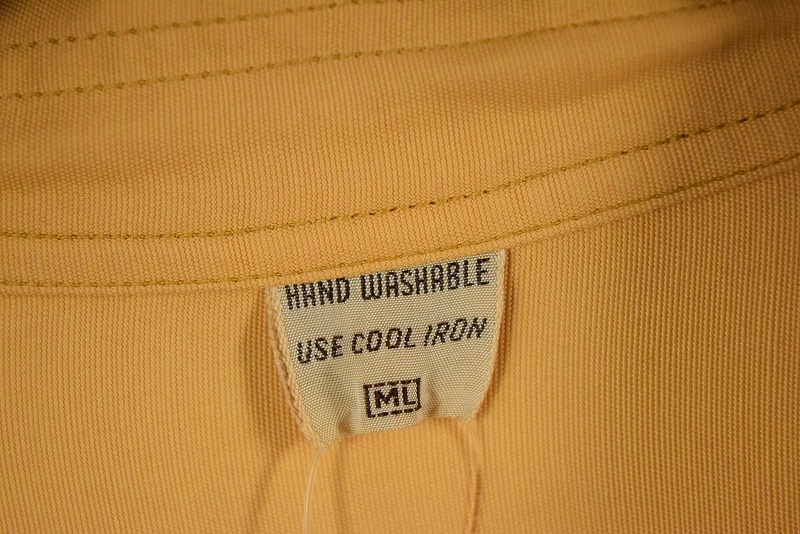 HAND WASHABLE
USE COOL IRON
ML